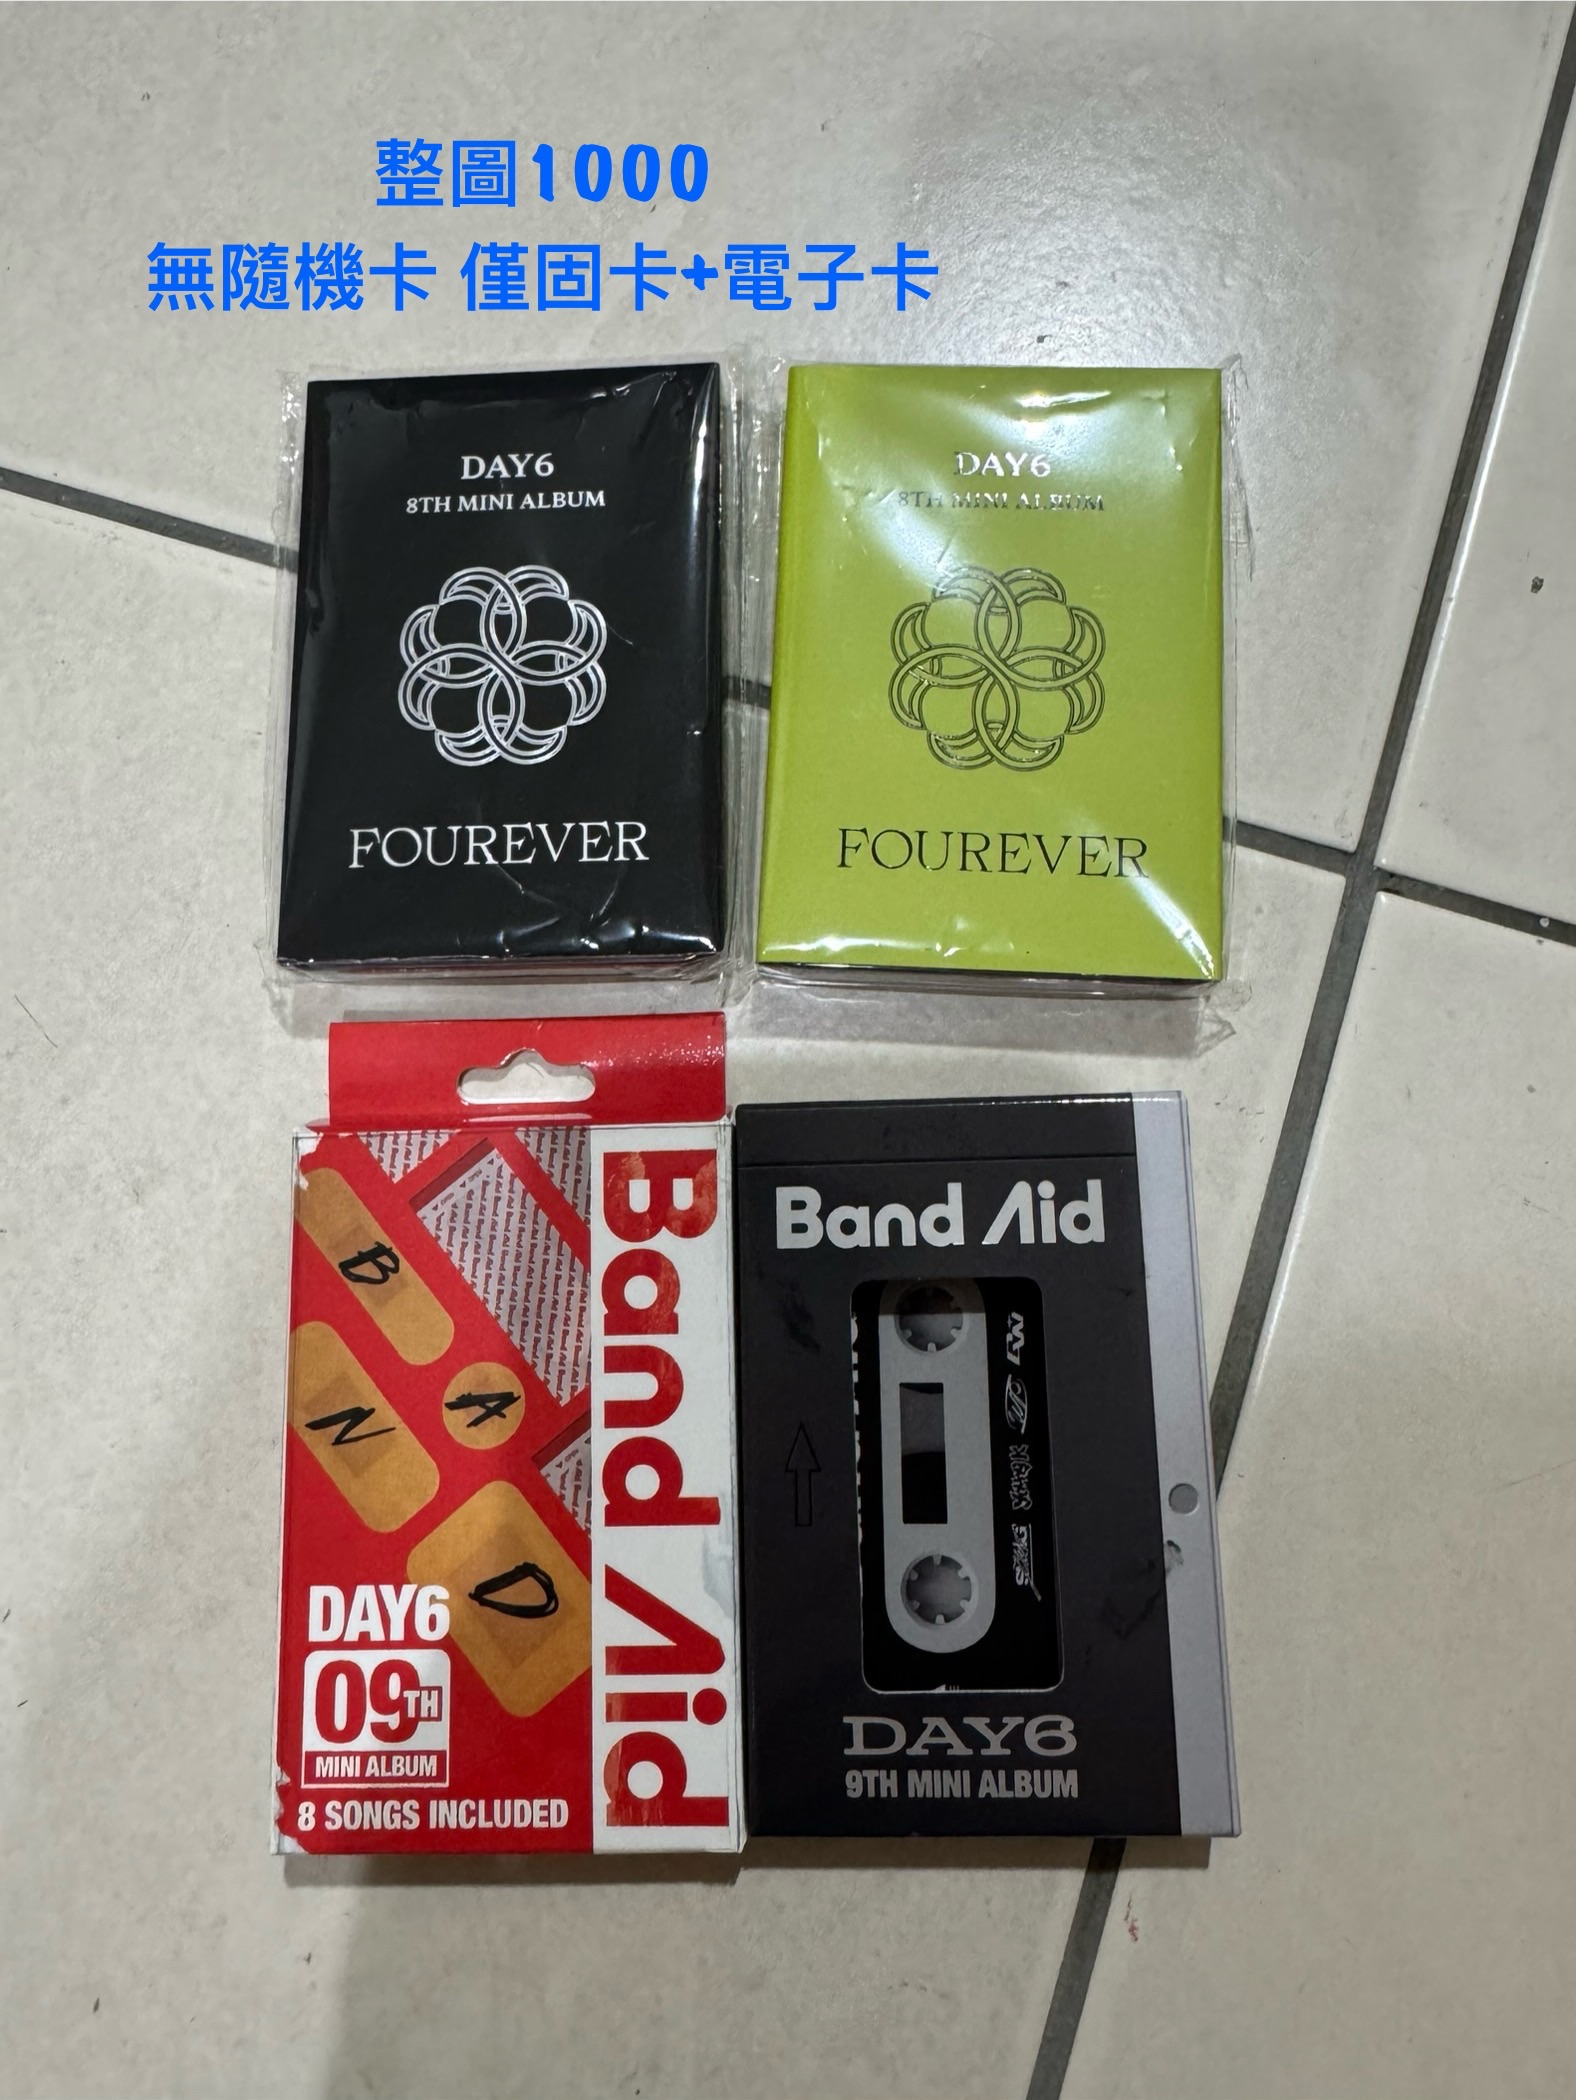 整圖1000
無隨機卡 僅固卡+電子卡
DAY6
8TH MINI ALBUM
FOUREVER
DAY6
8TH MINI ALBUM
FOUREVER
Band Aid
B
A
N
D
DAY6
09TH
MINI ALBUM
8 SONGS INCLUDED
Band Aid
DAY6
9TH MINI ALBUM